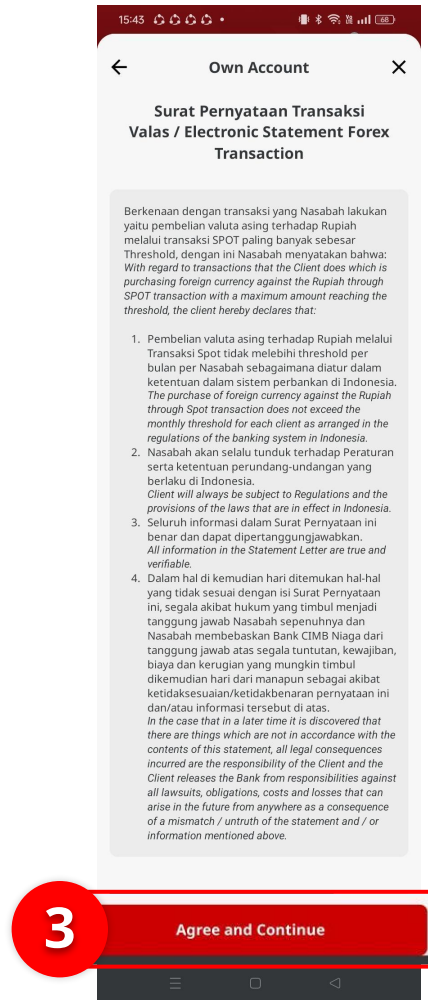 15:43
68
Own Account
Surat Pernyataan Transaksi
Valas / Electronic Statement Forex
Transaction
Berkenaan dengan transaksi yang Nasabah lakukan
yaitu pembelian valuta asing terhadap Rupiah
melalui transaksi SPOT paling banyak sebesar
Threshold, dengan ini Nasabah menyatakan bahwa:
With regard to transactions that the Client does which is
purchasing foreign currency against the Rupiah through
SPOT transaction with a maximum amount reaching the
threshold, the client hereby declares that:
1. Pembelian valuta asing terhadap Rupiah melalui
Transaksi Spot tidak melebihi threshold per
bulan per Nasabah sebagaimana diatur dalam
ketentuan dalam sistem perbankan di Indonesia.
The purchase of foreign currency against the Rupiah
through Spot transaction does not exceed the
monthly threshold for each client as arranged in the
regulations of the banking system in Indonesia.
2. Nasabah akan selalu tunduk terhadap Peraturan
serta ketentuan perundang-undangan yang
berlaku di Indonesia.
Client will always be subject to Regulations and the
provisions of the laws that are in effect in Indonesia.
3. Seluruh informasi dalam Surat Pernyataan ini
benar dan dapat dipertanggungjawabkan.
All information in the Statement Letter are true and
verifiable.
4. Dalam hal di kemudian hari ditemukan hal-hal
yang tidak sesuai dengan isi Surat Pernyataan
ini, segala akibat hukum yang timbul menjadi
tanggung jawab Nasabah sepenuhnya dan
Nasabah membebaskan Bank CIMB Niaga dari
tanggung jawab atas segala tuntutan, kewajiban,
biaya dan kerugian yang mungkin timbul
dikemudian hari dari manapun sebagai akibat
ketidaksesuaian/ketidakbenaran pernyataan ini
dan/atau informasi tersebut di atas.
In the case that in a later time it is discovered that
there are things which are not in accordance with the
contents of this statement, all legal consequences
incurred are the responsibility of the Client and the
Client releases the Bank from responsibilities against
all lawsuits, obligations, costs and losses that can
arise in the future from anywhere as a consequence
of a mismatch / untruth of the statement and / or
information mentioned above.
3
Agree and Continue